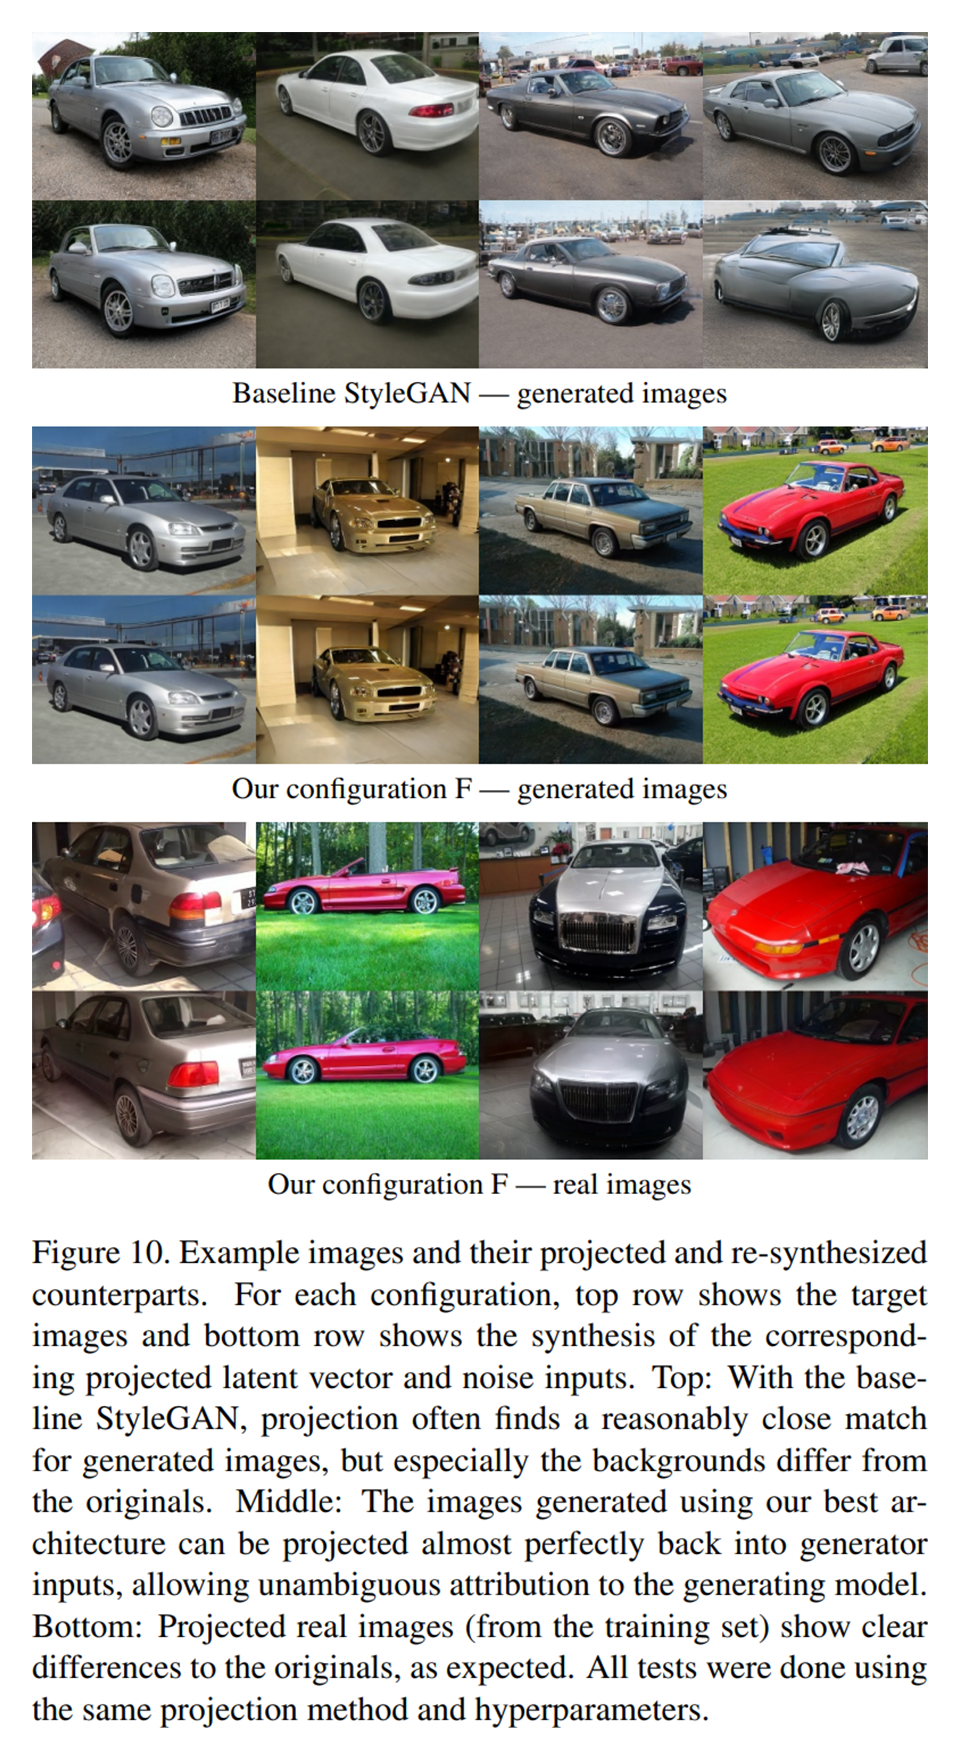 Baseline StyleGAN — generated images
Our configuration F — generated images
Our configuration F — real images
Figure 10. Example images and their projected and re-synthesized
counterparts. For each configuration, top row shows the target
images and bottom row shows the synthesis of the correspond-
ing projected latent vector and noise inputs. Top: With the base-
line StyleGAN, projection often finds a reasonably close match
for generated images, but especially the backgrounds differ from
the originals. Middle: The images generated using our best ar-
chitecture can be projected almost perfectly back into generator
inputs, allowing unambiguous attribution to the generating model.
Bottom: Projected real images (from the training set) show clear
differences to the originals, as expected. All tests were done using
the same projection method and hyperparameters.